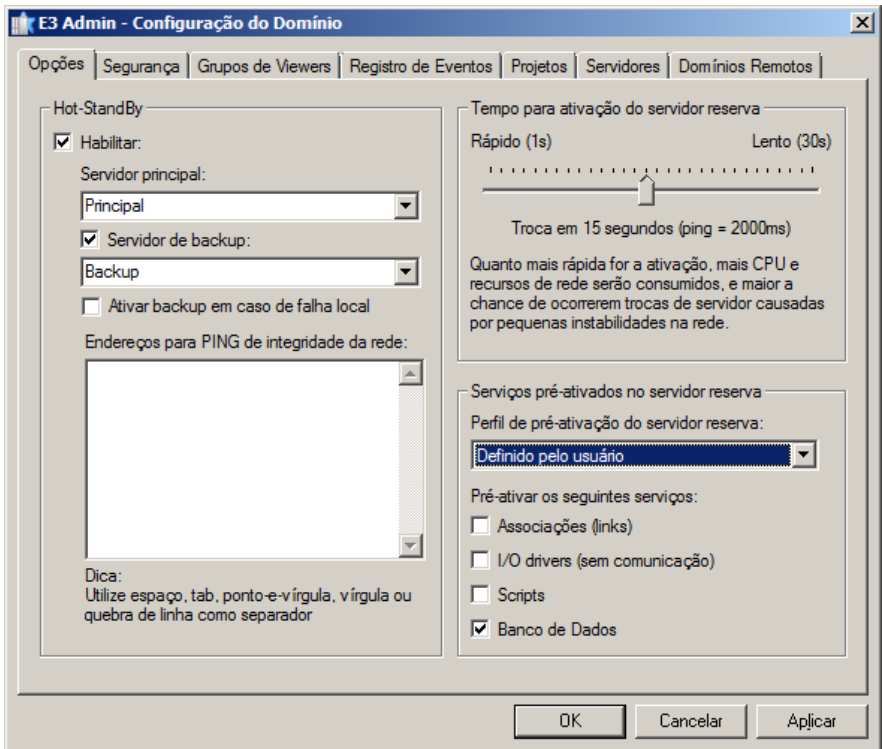 E3 Admin - Configuração do Domínio
Opções Segurança Grupos de Viewers Registro de Eventos Projetos Servidores Domínios Remotos
Hot-StandBy
Habilitar:
Servidor principal:
Principal
Servidor de backup:
Backup
Ativar backup em caso de falha local
Endereços para PING de integridade da rede:
Dica:
Utilize espaço, tab, ponto-e-vírgula, vírgula ou
quebra de linha como separador
Tempo para ativação do servidor reserva
Rápido (1s) Lento (30s)
Troca em 15 segundos (ping = 2000ms)
Quanto mais rápida for a ativação, mais CPU e
recursos de rede serão consumidos, e maior a
chance de ocorrerem trocas de servidor causadas
por pequenas instabilidades na rede.
Serviços pré-ativados no servidor reserva
Perfil de pré-ativação do servidor reserva:
Definido pelo usuário
Pré-ativar os seguintes serviços:
Associações (links)
I/O drivers (sem comunicação)
Scripts
Banco de Dados
OK Cancelar Aplicar